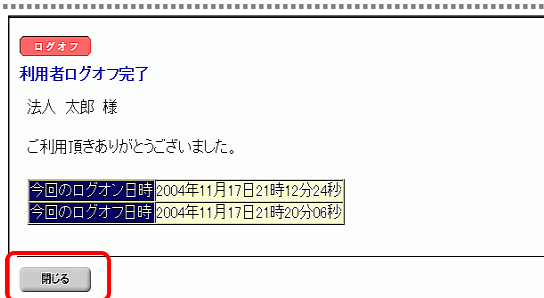 ログオフ
利用者ログオフ完了
法人 太郎 様
ご利用頂きありがとうございました。
今回のログオン日時 2004年11月17日21時12分24秒
今回のログオフ日時 2004年11月17日21時20分06秒
閉じる